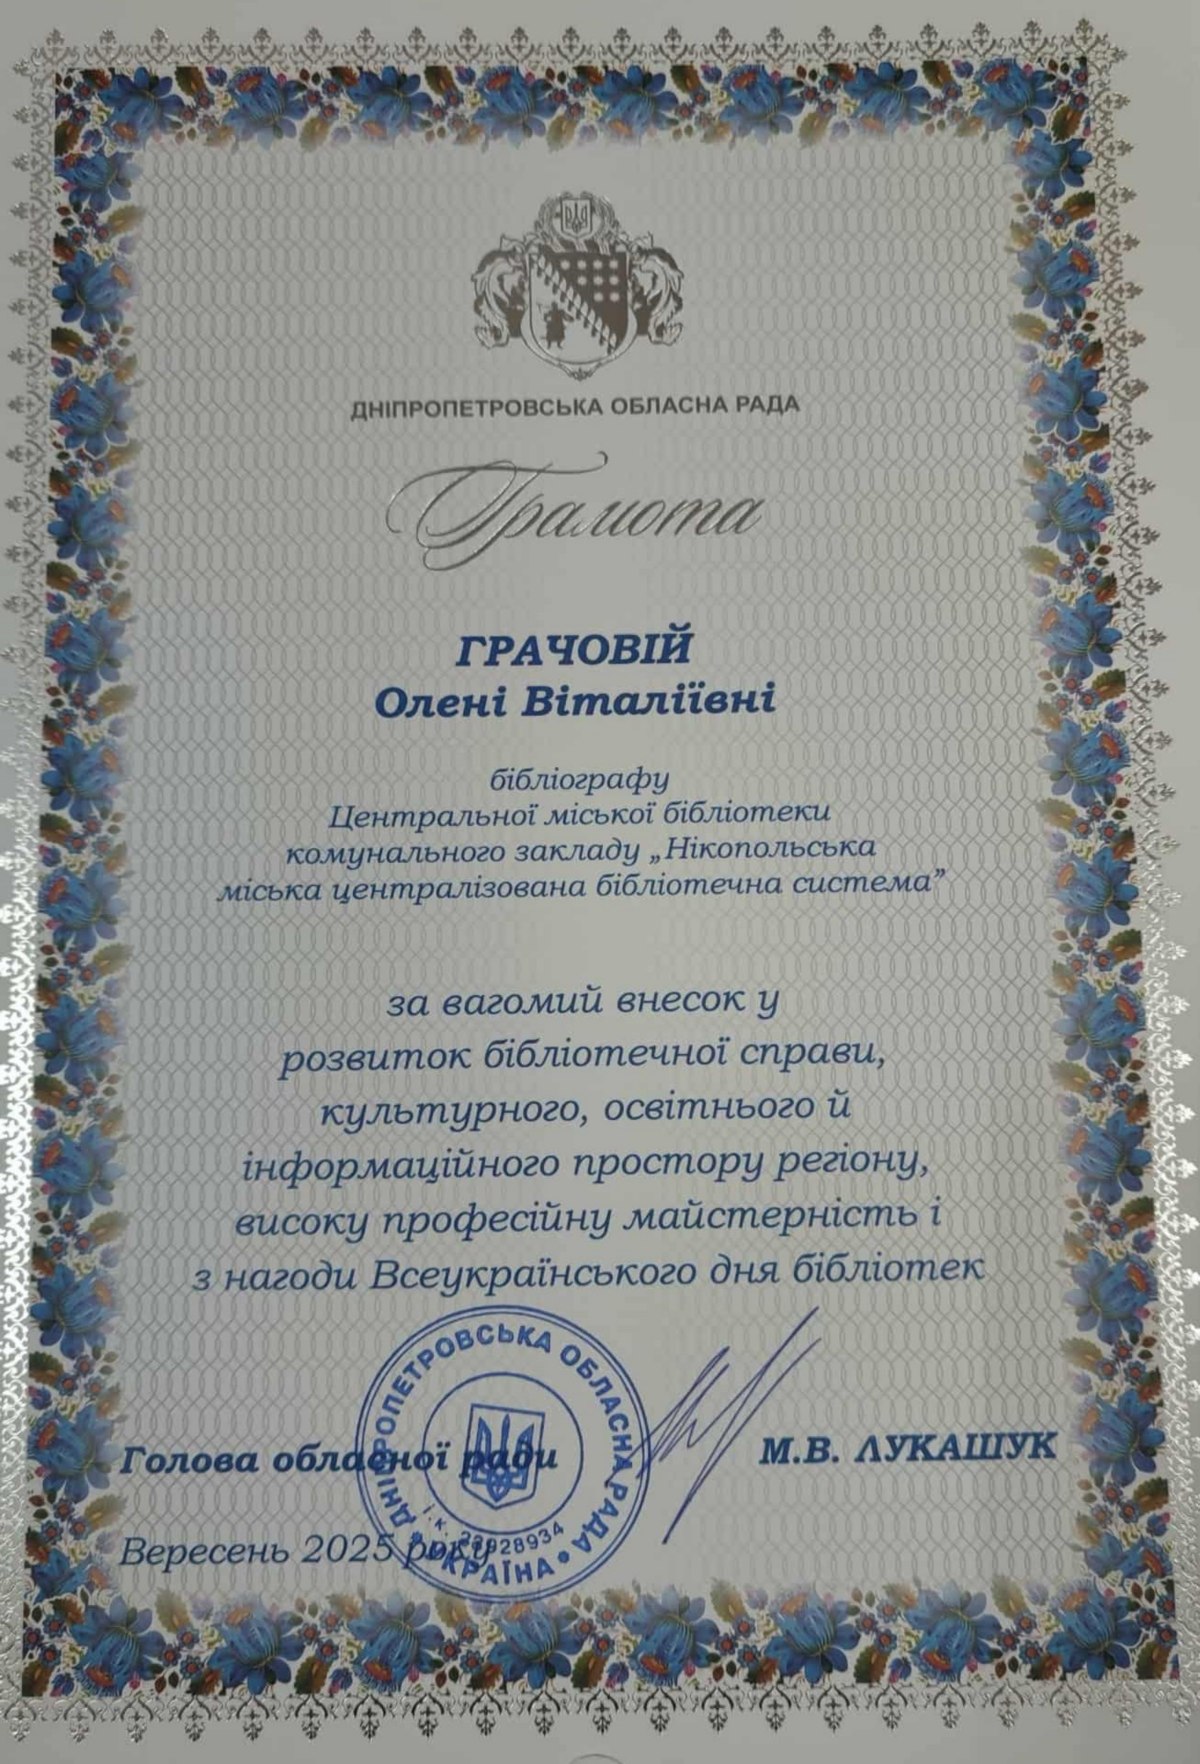 ДНІПРОПЕТРОВСЬКА ОБЛАСНА РАДА
Грамота
ГРАЧОВІЙ
Олені Віталіївні
бібліографу
Центральної міської бібліотеки
комунального закладу „Нікопольська
міська централізована бібліотечна система”
за вагомий внесок у
розвиток бібліотечної справи,
культурного, освітнього й
інформаційного простору регіону,
високу професійну майстерність і
з нагоди Всеукраїнського дня бібліотек
Голова обласної ради
М.В. ЛУКАШУК
Вересень 2025 року
ДНІПРОПЕТРОВСЬКА ОБЛАСНА РАДА
і.к. 23928934
УКРАЇНА